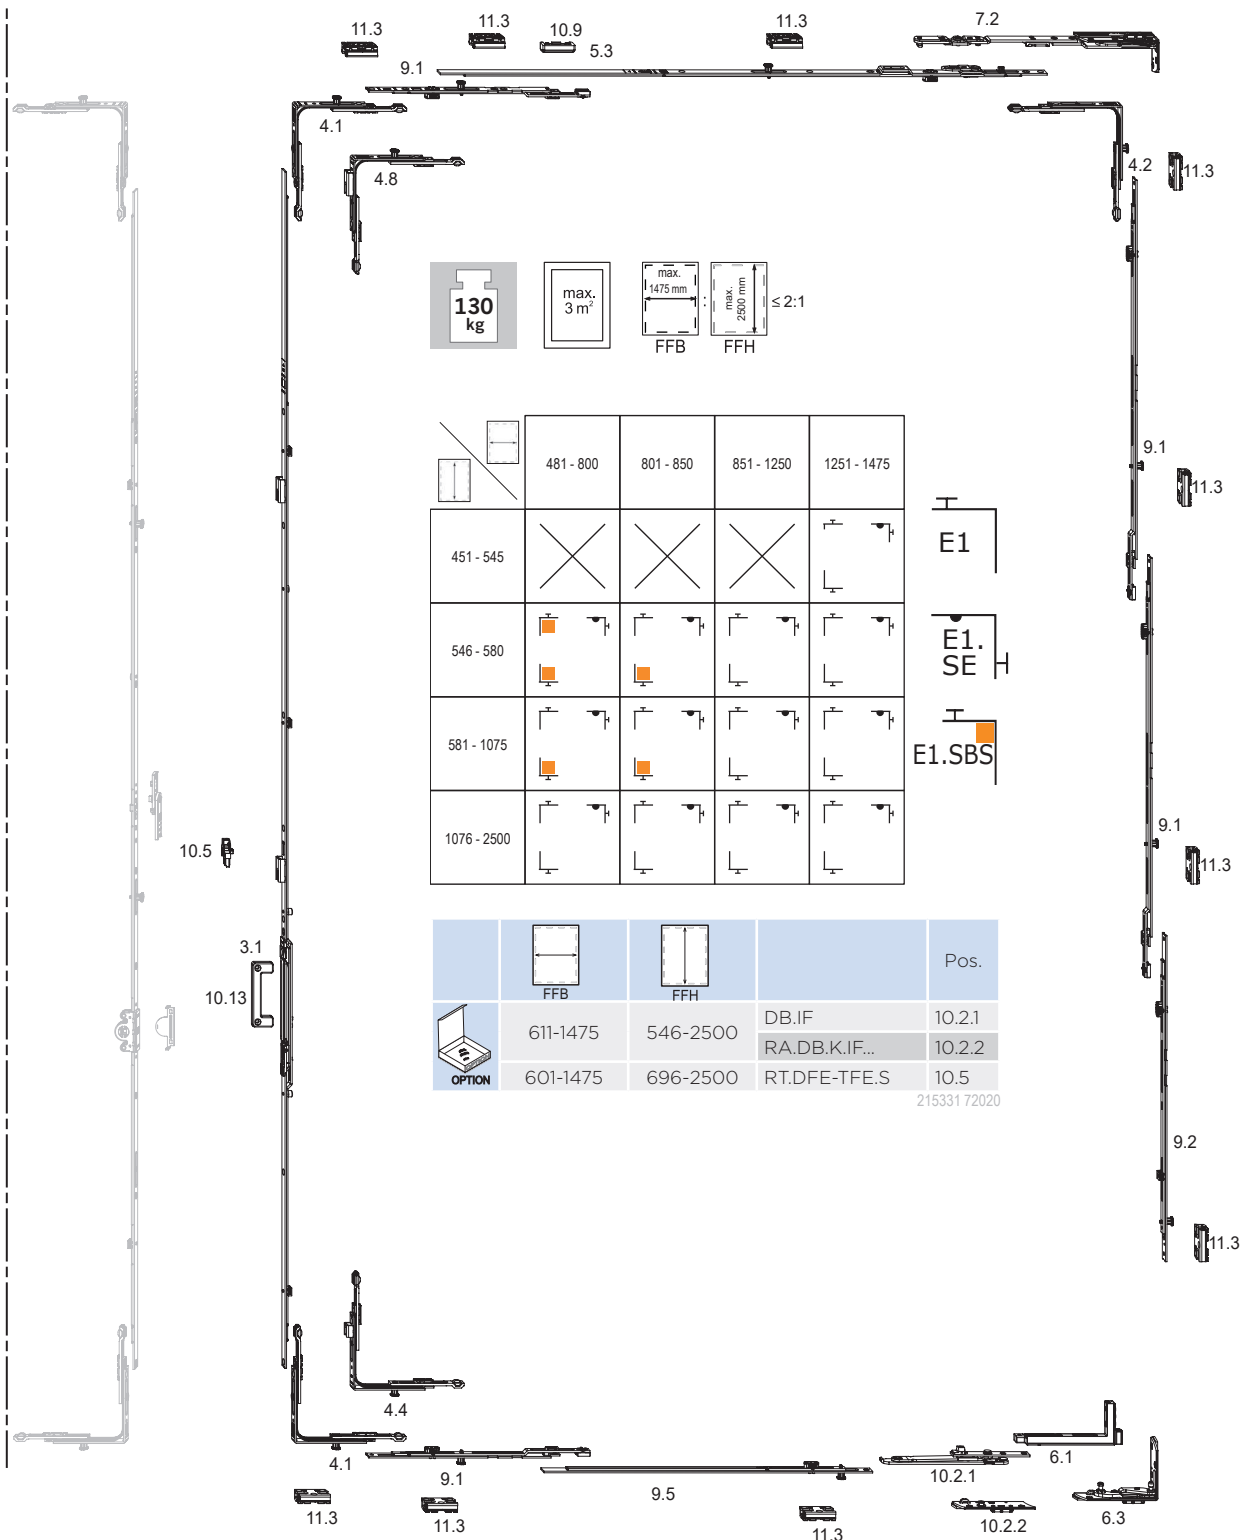 11.3
11.3
10.9
5.3
11.3
7.2
9.1
4.1
4.8
4.2
11.3
130
kg
max.
3 m²
max.
1475 mm
FFB
:
max.
2500 mm
FFH
≤ 2:1
481 - 800
801 - 850
851 - 1250
1251 - 1475
451 - 545
546 - 580
581 - 1075
1076 - 2500
E1
E1.
SE
E1.SBS
9.1
11.3
9.1
11.3
10.5
3.1
10.13
FFB
FFH
Pos.
OPTION
611-1475
546-2500
DB.IF
10.2.1
RA.DB.K.IF...
10.2.2
601-1475
696-2500
RT.DFE-TFE.S
10.5
215331 72020
9.2
11.3
4.4
4.1
9.1
9.5
10.2.1
6.1
11.3
11.3
11.3
10.2.2
6.3